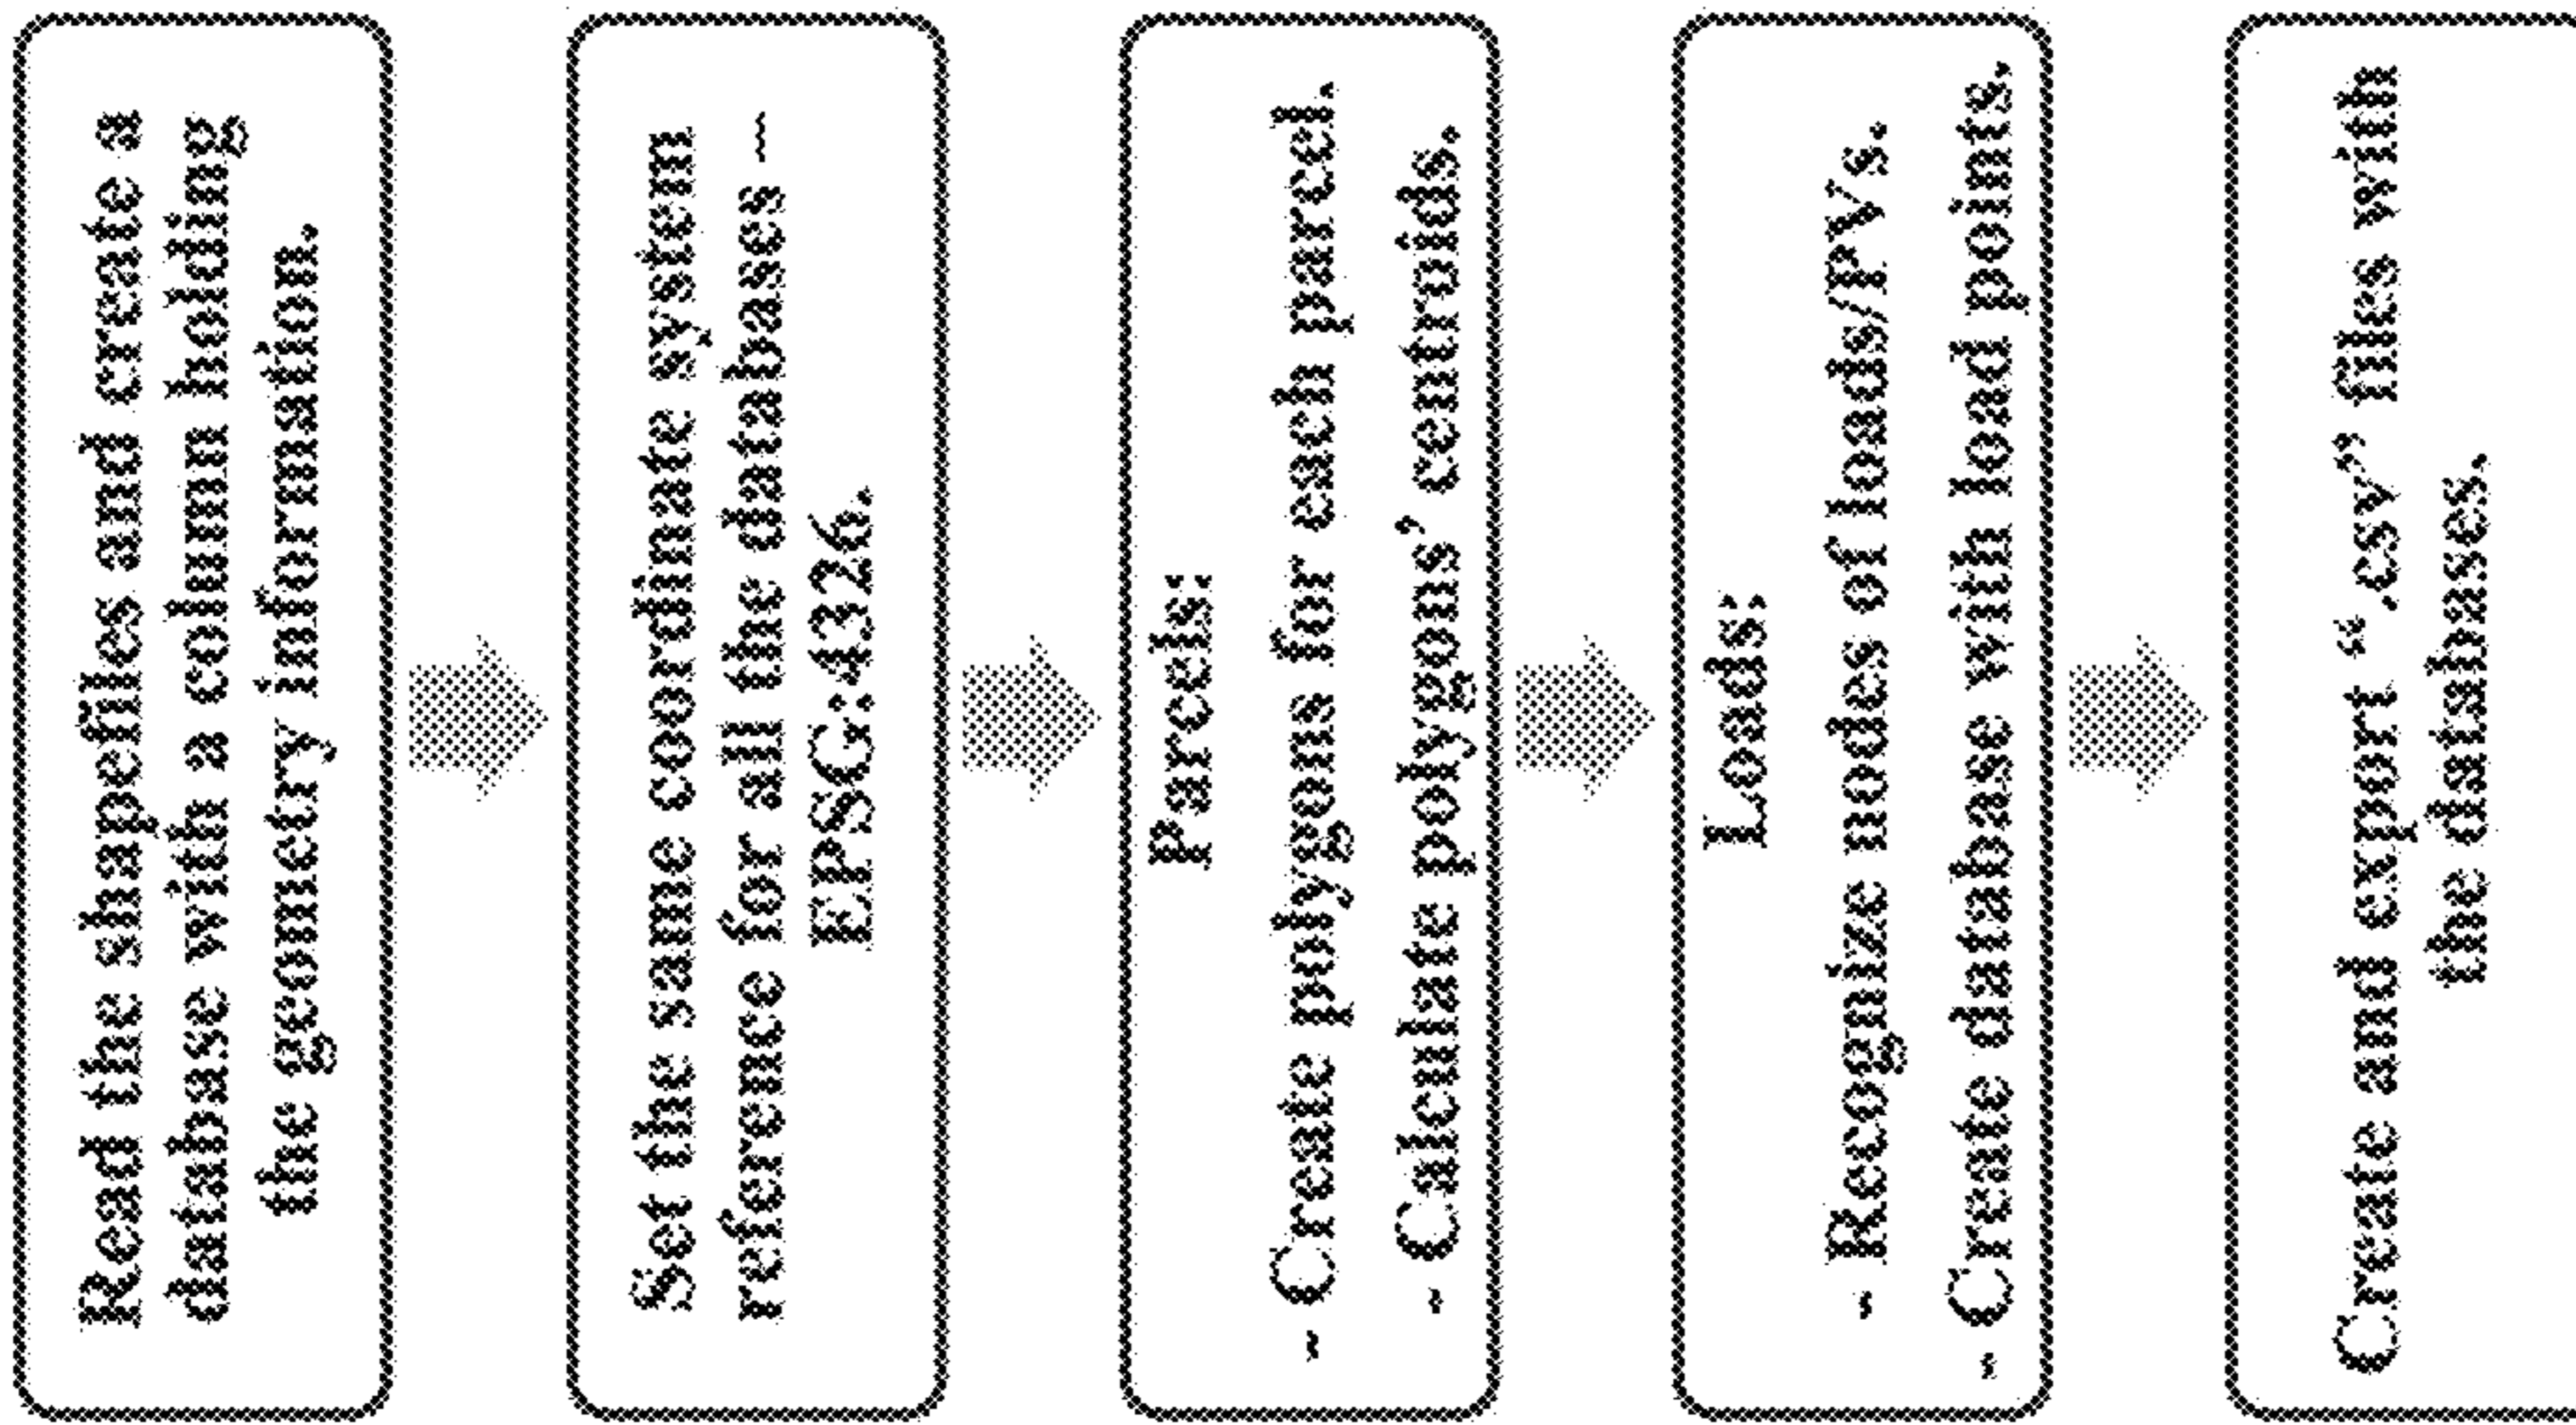 Read the shapefiles and create a
database with a column holding
the geometry information.
Set the same coordinate system
reference for all the databases –
EPSG:4326.
Parcels:
- Create polygons for each parcel.
- Calculate polygons’ centroids.
Loads:
- Recognize nodes of loads/PVs.
- Create database with load points.
Create and export “.csv” files with
the databases.